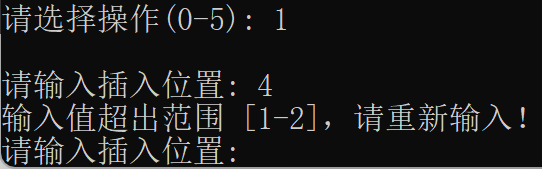 请选择操作(0-5): 1
请输入插入位置: 4
输入值超出范围 [1-2]，请重新输入！
请输入插入位置: